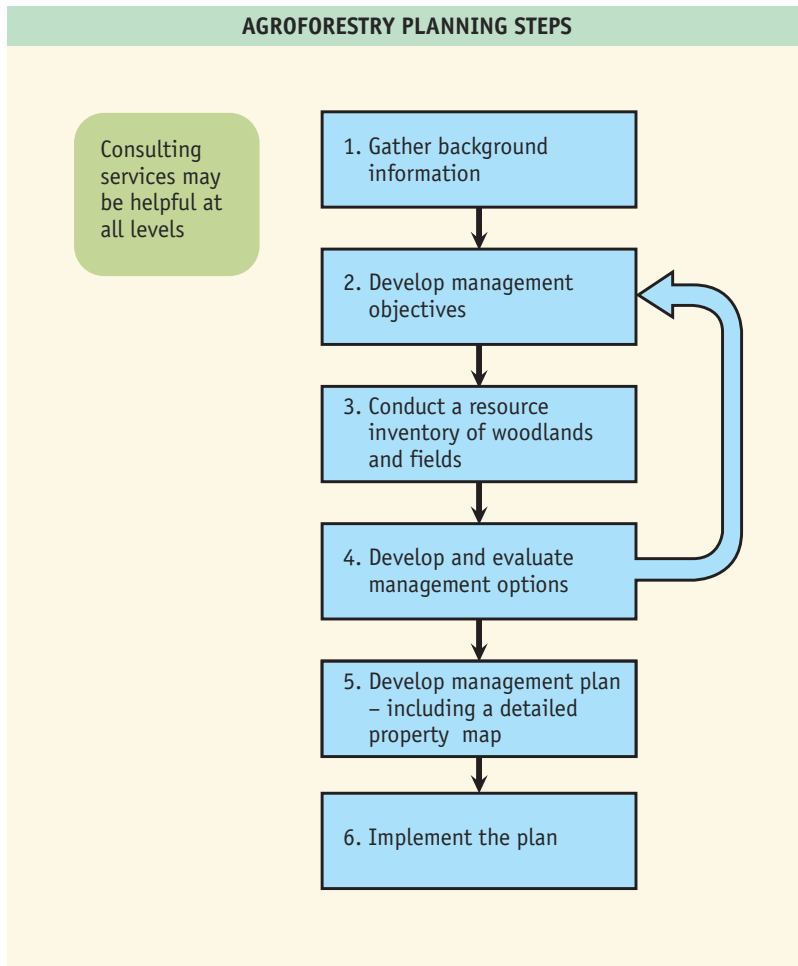 AGROFORESTRY PLANNING STEPS
Consulting
services may
be helpful at
all levels
1. Gather background
information
2. Develop management
objectives
3. Conduct a resource
inventory of woodlands
and fields
4. Develop and evaluate
management options
5. Develop management plan
– including a detailed
property map
6. Implement the plan